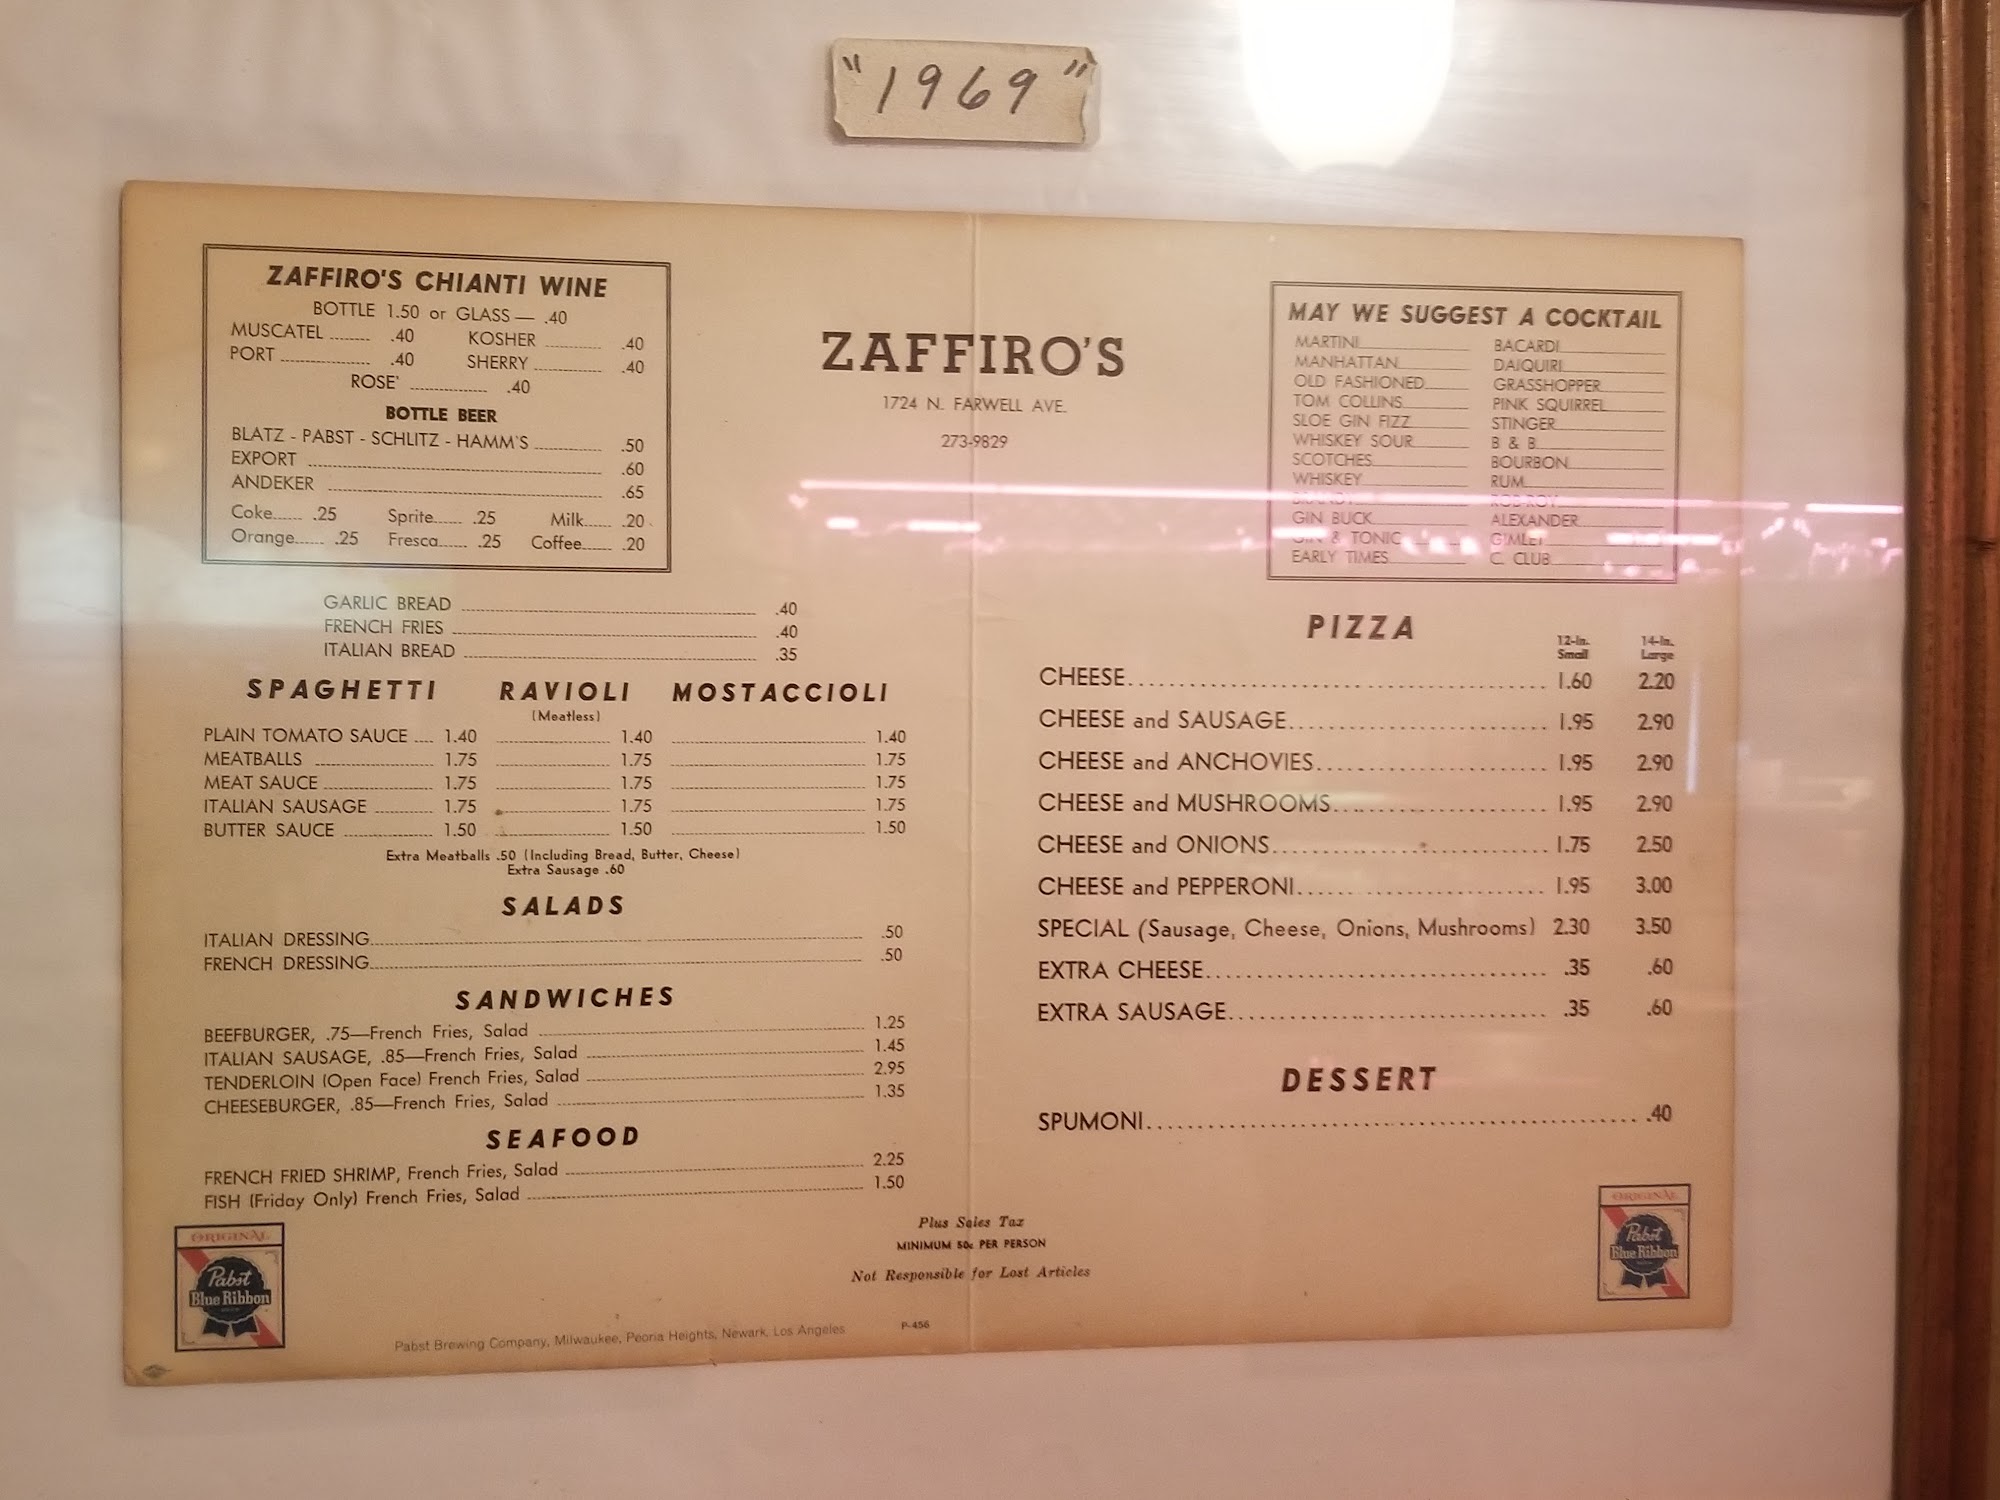 "1969"
ZAFFIRO'S CHIANTI WINE
BOTTLE 1.50 or GLASS — .40
MUSCATEL ........ .40 KOSHER ............ .40
PORT .................. .40 SHERRY .............. .40
ROSE' .................. .40
BOTTLE BEER
BLATZ - PABST - SCHLITZ - HAMM'S .............. .50
EXPORT .............. .60
ANDEKER .............. .65
Coke...... .25 Sprite...... .25 Milk...... .20
Orange...... .25 Fresca...... .25 Coffee...... .20
GARLIC BREAD .............. .40
FRENCH FRIES .............. .40
ITALIAN BREAD .............. .35
SPAGHETTI RAVIOLI MOSTACCIOLI
(Meatless)
PLAIN TOMATO SAUCE .... 1.40 .............. 1.40 .............. 1.40
MEATBALLS .............. 1.75 .............. 1.75 .............. 1.75
MEAT SAUCE .............. 1.75 .............. 1.75 .............. 1.75
ITALIAN SAUSAGE .......... 1.75 .............. 1.75 .............. 1.75
BUTTER SAUCE .............. 1.50 .............. 1.50 .............. 1.50
Extra Meatballs .50 (Including Bread, Butter, Cheese)
Extra Sausage .60
SALADS
ITALIAN DRESSING.............. .50
FRENCH DRESSING.............. .50
SANDWICHES
BEEFBURGER, .75—French Fries, Salad .............. 1.25
ITALIAN SAUSAGE, .85—French Fries, Salad .............. 1.45
TENDERLOIN (Open Face) French Fries, Salad .............. 2.95
CHEESEBURGER, .85—French Fries, Salad .............. 1.35
SEAFOOD
FRENCH FRIED SHRIMP, French Fries, Salad .............. 2.25
FISH (Friday Only) French Fries, Salad .............. 1.50
ZAFFIRO'S
1724 N. FARWELL AVE.
273-9829
MAY WE SUGGEST A COCKTAIL
MARTINI.............. BACARDI..............
MANHATTAN.............. DAIQUIRI..............
OLD FASHIONED.............. GRASSHOPPER..............
TOM COLLINS.............. PINK SQUIRREL..............
SLOE GIN FIZZ.............. STINGER..............
WHISKEY SOUR.............. B & B..............
SCOTCHES.............. BOURBON..............
WHISKEY.............. RUM..............
BRANDY.............. ROB-ROY..............
GIN BUCK.............. ALEXANDER..............
GIN & TONIC.............. GIMLET..............
EARLY TIMES.............. C. CLUB..............
PIZZA
12-In. 14-In.
Small Large
CHEESE.............. 1.60 2.20
CHEESE and SAUSAGE.............. 1.95 2.90
CHEESE and ANCHOVIES.............. 1.95 2.90
CHEESE and MUSHROOMS.............. 1.95 2.90
CHEESE and ONIONS.............. 1.75 2.50
CHEESE and PEPPERONI.............. 1.95 3.00
SPECIAL (Sausage, Cheese, Onions, Mushrooms) 2.30 3.50
EXTRA CHEESE.............. .35 .60
EXTRA SAUSAGE.............. .35 .60
DESSERT
SPUMONI.............. .40
Plus Sales Tax
MINIMUM 50c PER PERSON
Not Responsible for Lost Articles
ORIGINAL
Pabst
Blue Ribbon
Pabst Brewing Company, Milwaukee, Peoria Heights, Newark, Los Angeles
P-456
ORIGINAL
Pabst
Blue Ribbon